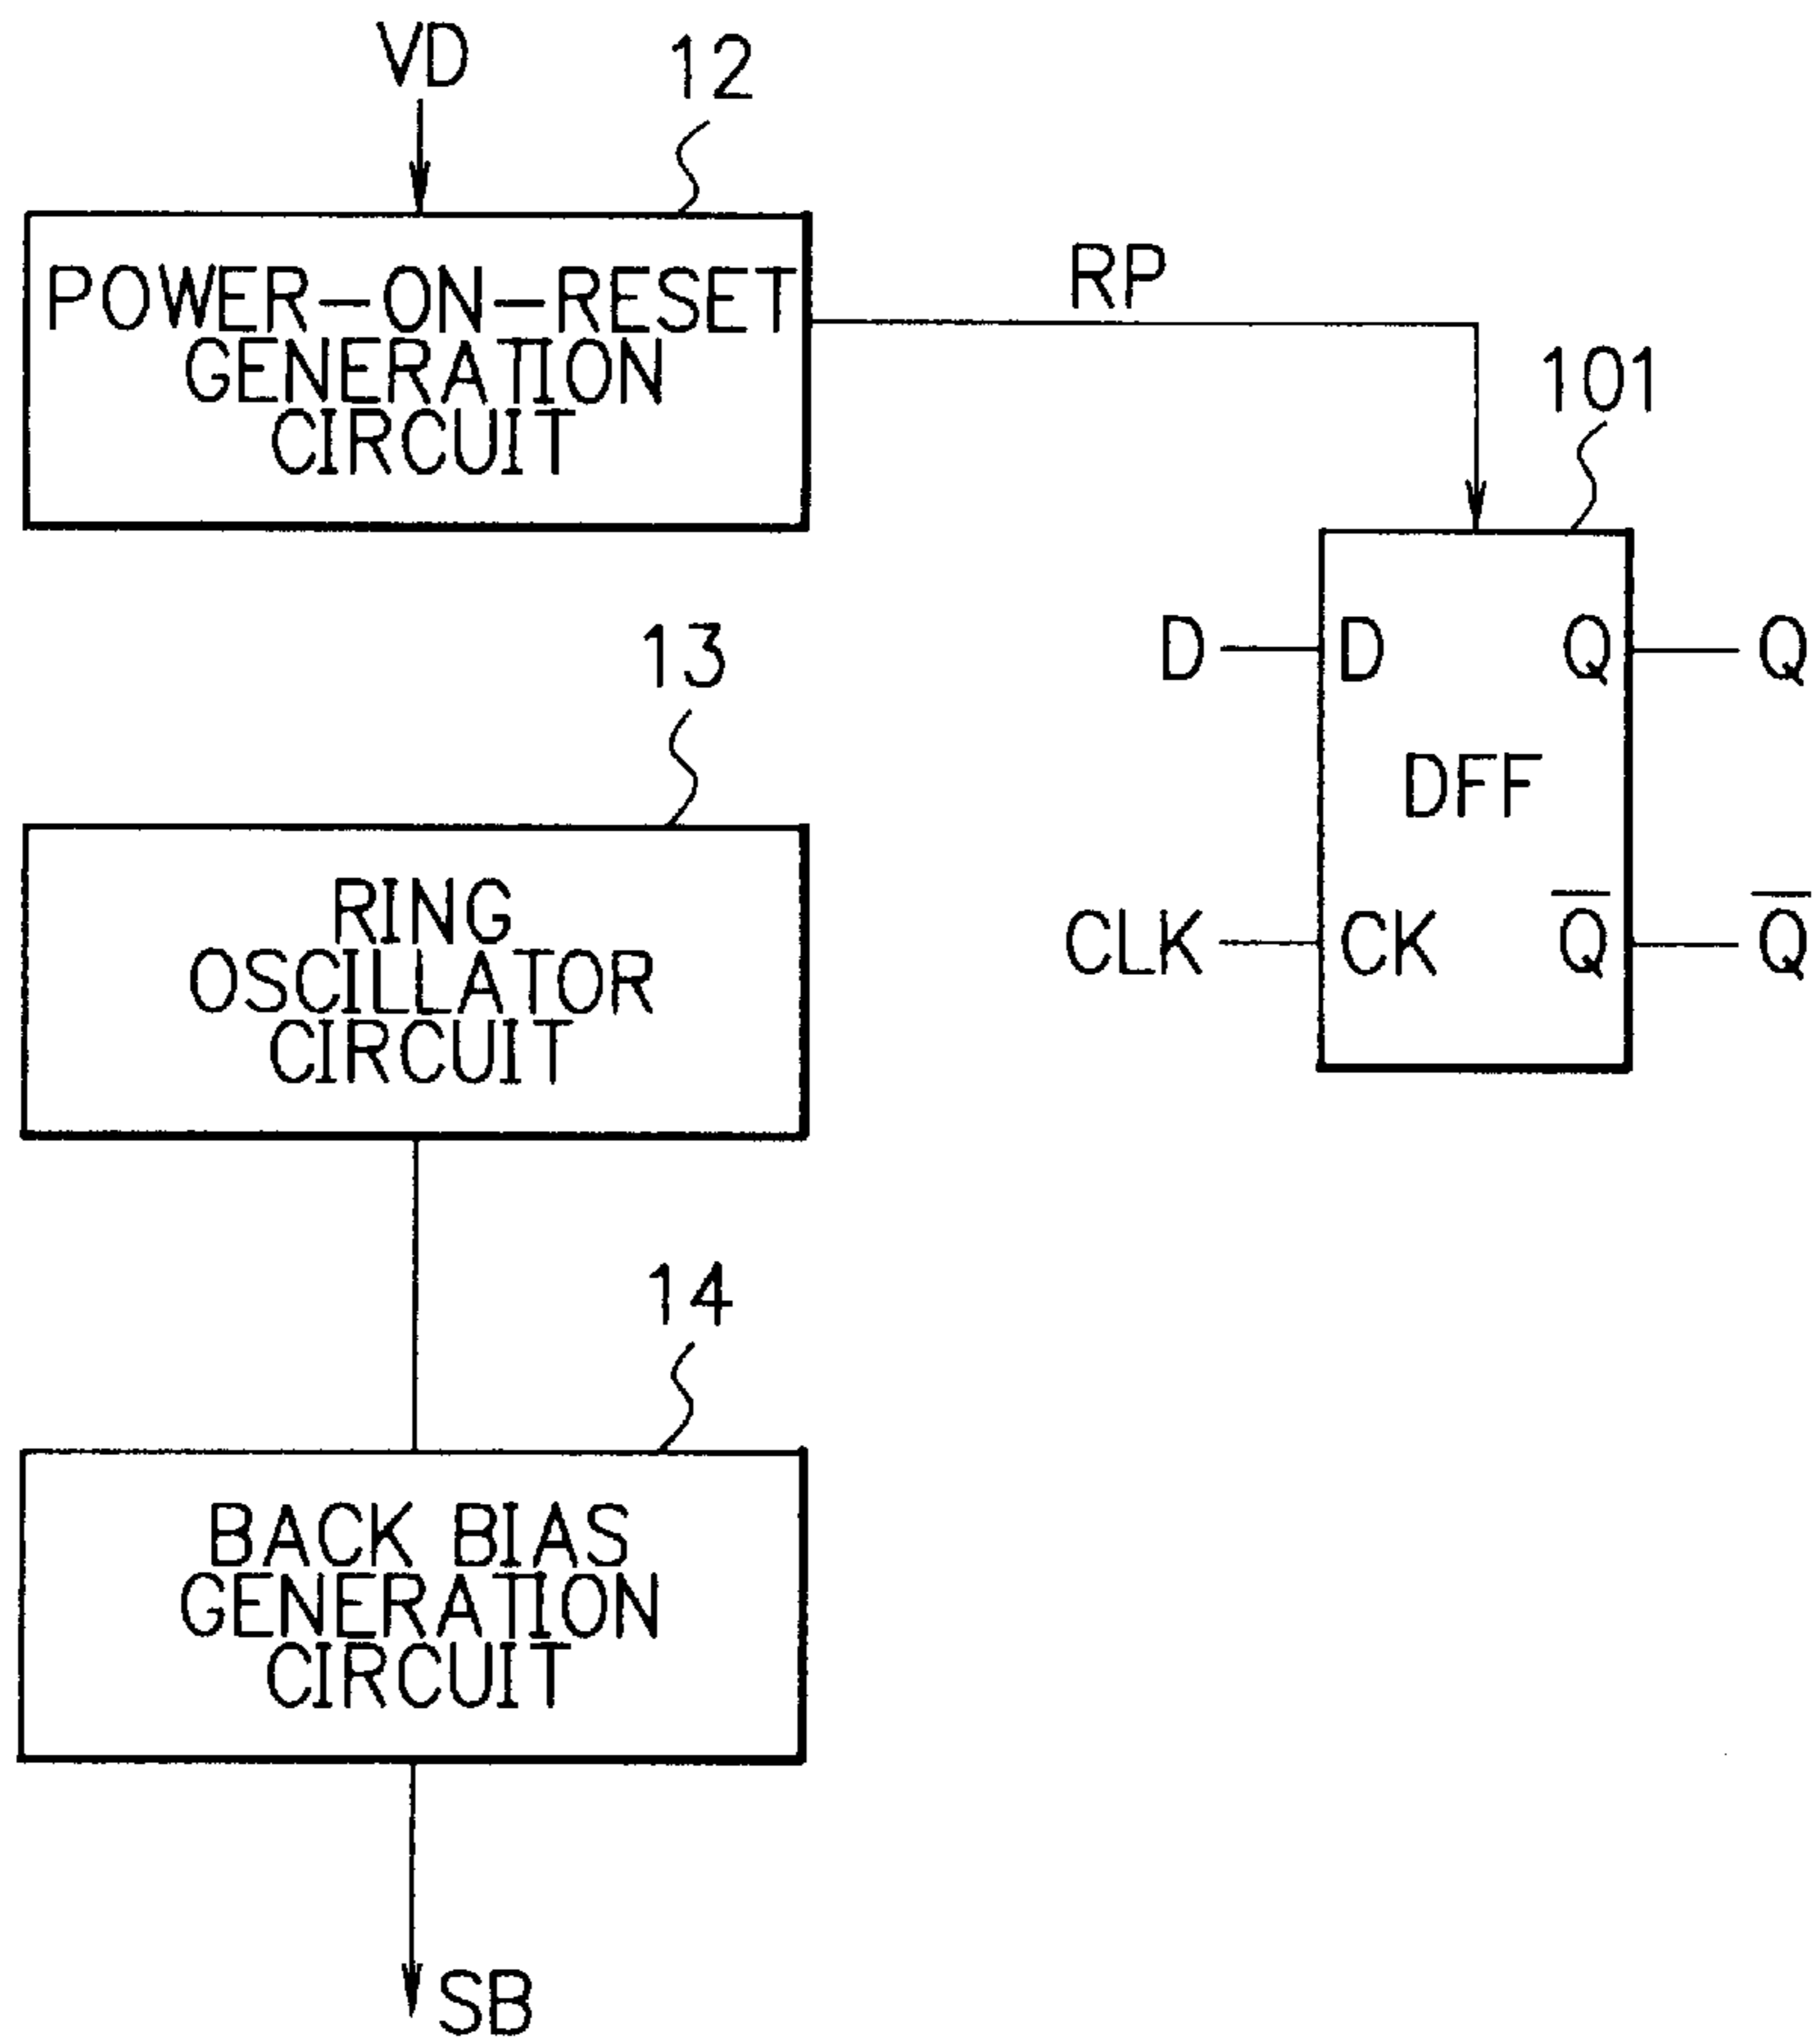 VD
12
POWER-ON-RESET
GENERATION
CIRCUIT
RP
101
D
D
Q
Q
DFF
CLK
CK
Q̅
Q̅
13
RING
OSCILLATOR
CIRCUIT
14
BACK BIAS
GENERATION
CIRCUIT
SB